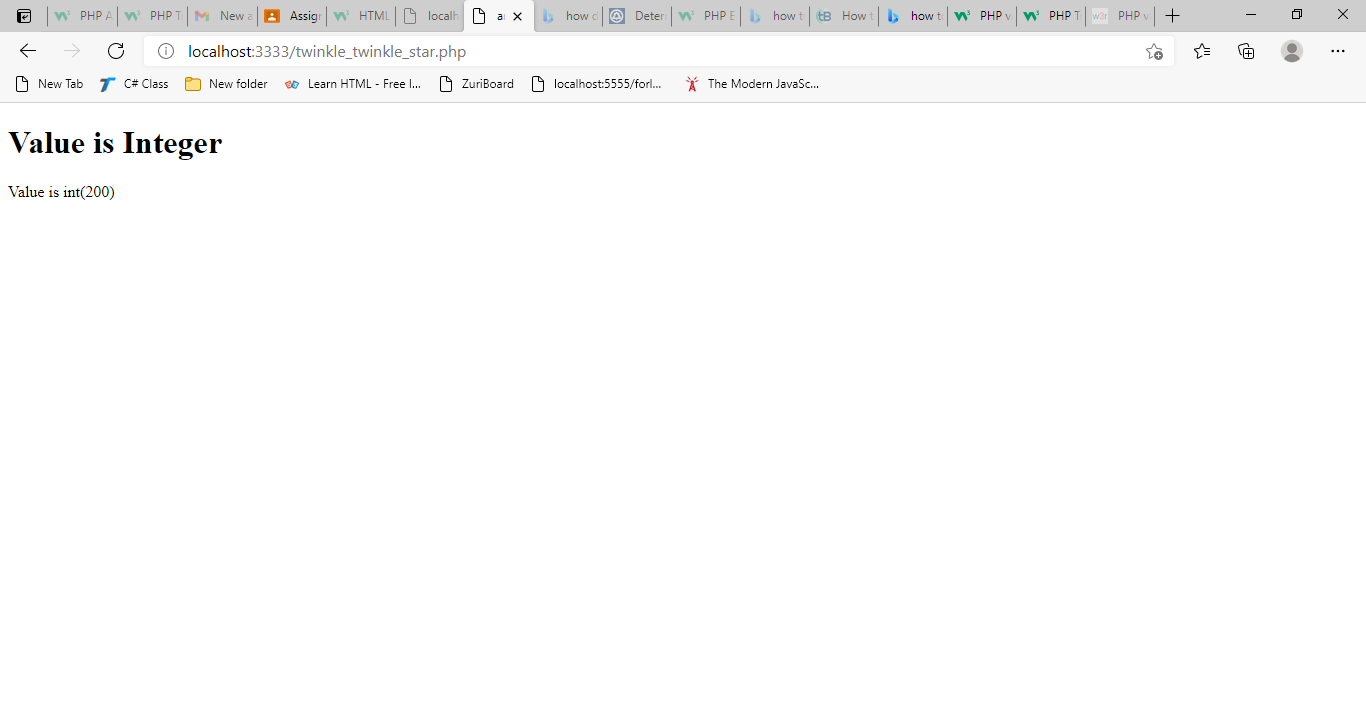 PHP A PHP T New a Assign HTML localh a how c Deter PHP E how t How t how t PHP v PHP T PHP v
localhost:3333/twinkle_twinkle_star.php
New Tab C# Class New folder Learn HTML - Free I... ZuriBoard localhost:5555/forl... The Modern JavaSc...
Value is Integer
Value is int(200)